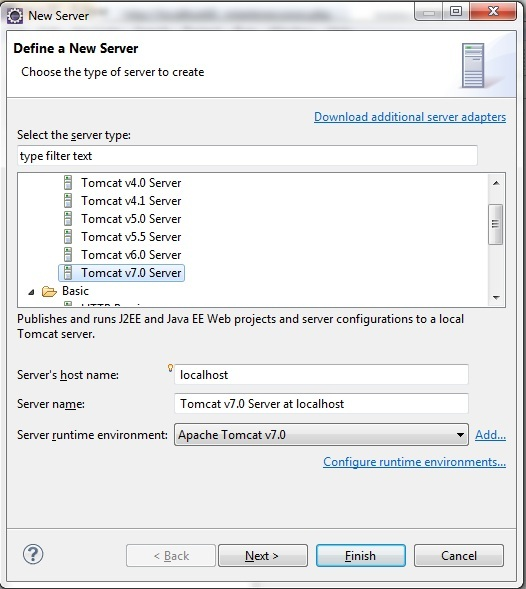 New Server
Define a New Server
Choose the type of server to create
Download additional server adapters
Select the server type:
type filter text
Tomcat v4.0 Server
Tomcat v4.1 Server
Tomcat v5.0 Server
Tomcat v5.5 Server
Tomcat v6.0 Server
Tomcat v7.0 Server
Basic
Publishes and runs J2EE and Java EE Web projects and server configurations to a local
Tomcat server.
Server's host name: localhost
Server name: Tomcat v7.0 Server at localhost
Server runtime environment: Apache Tomcat v7.0 Add...
Configure runtime environments...
? < Back Next > Finish Cancel